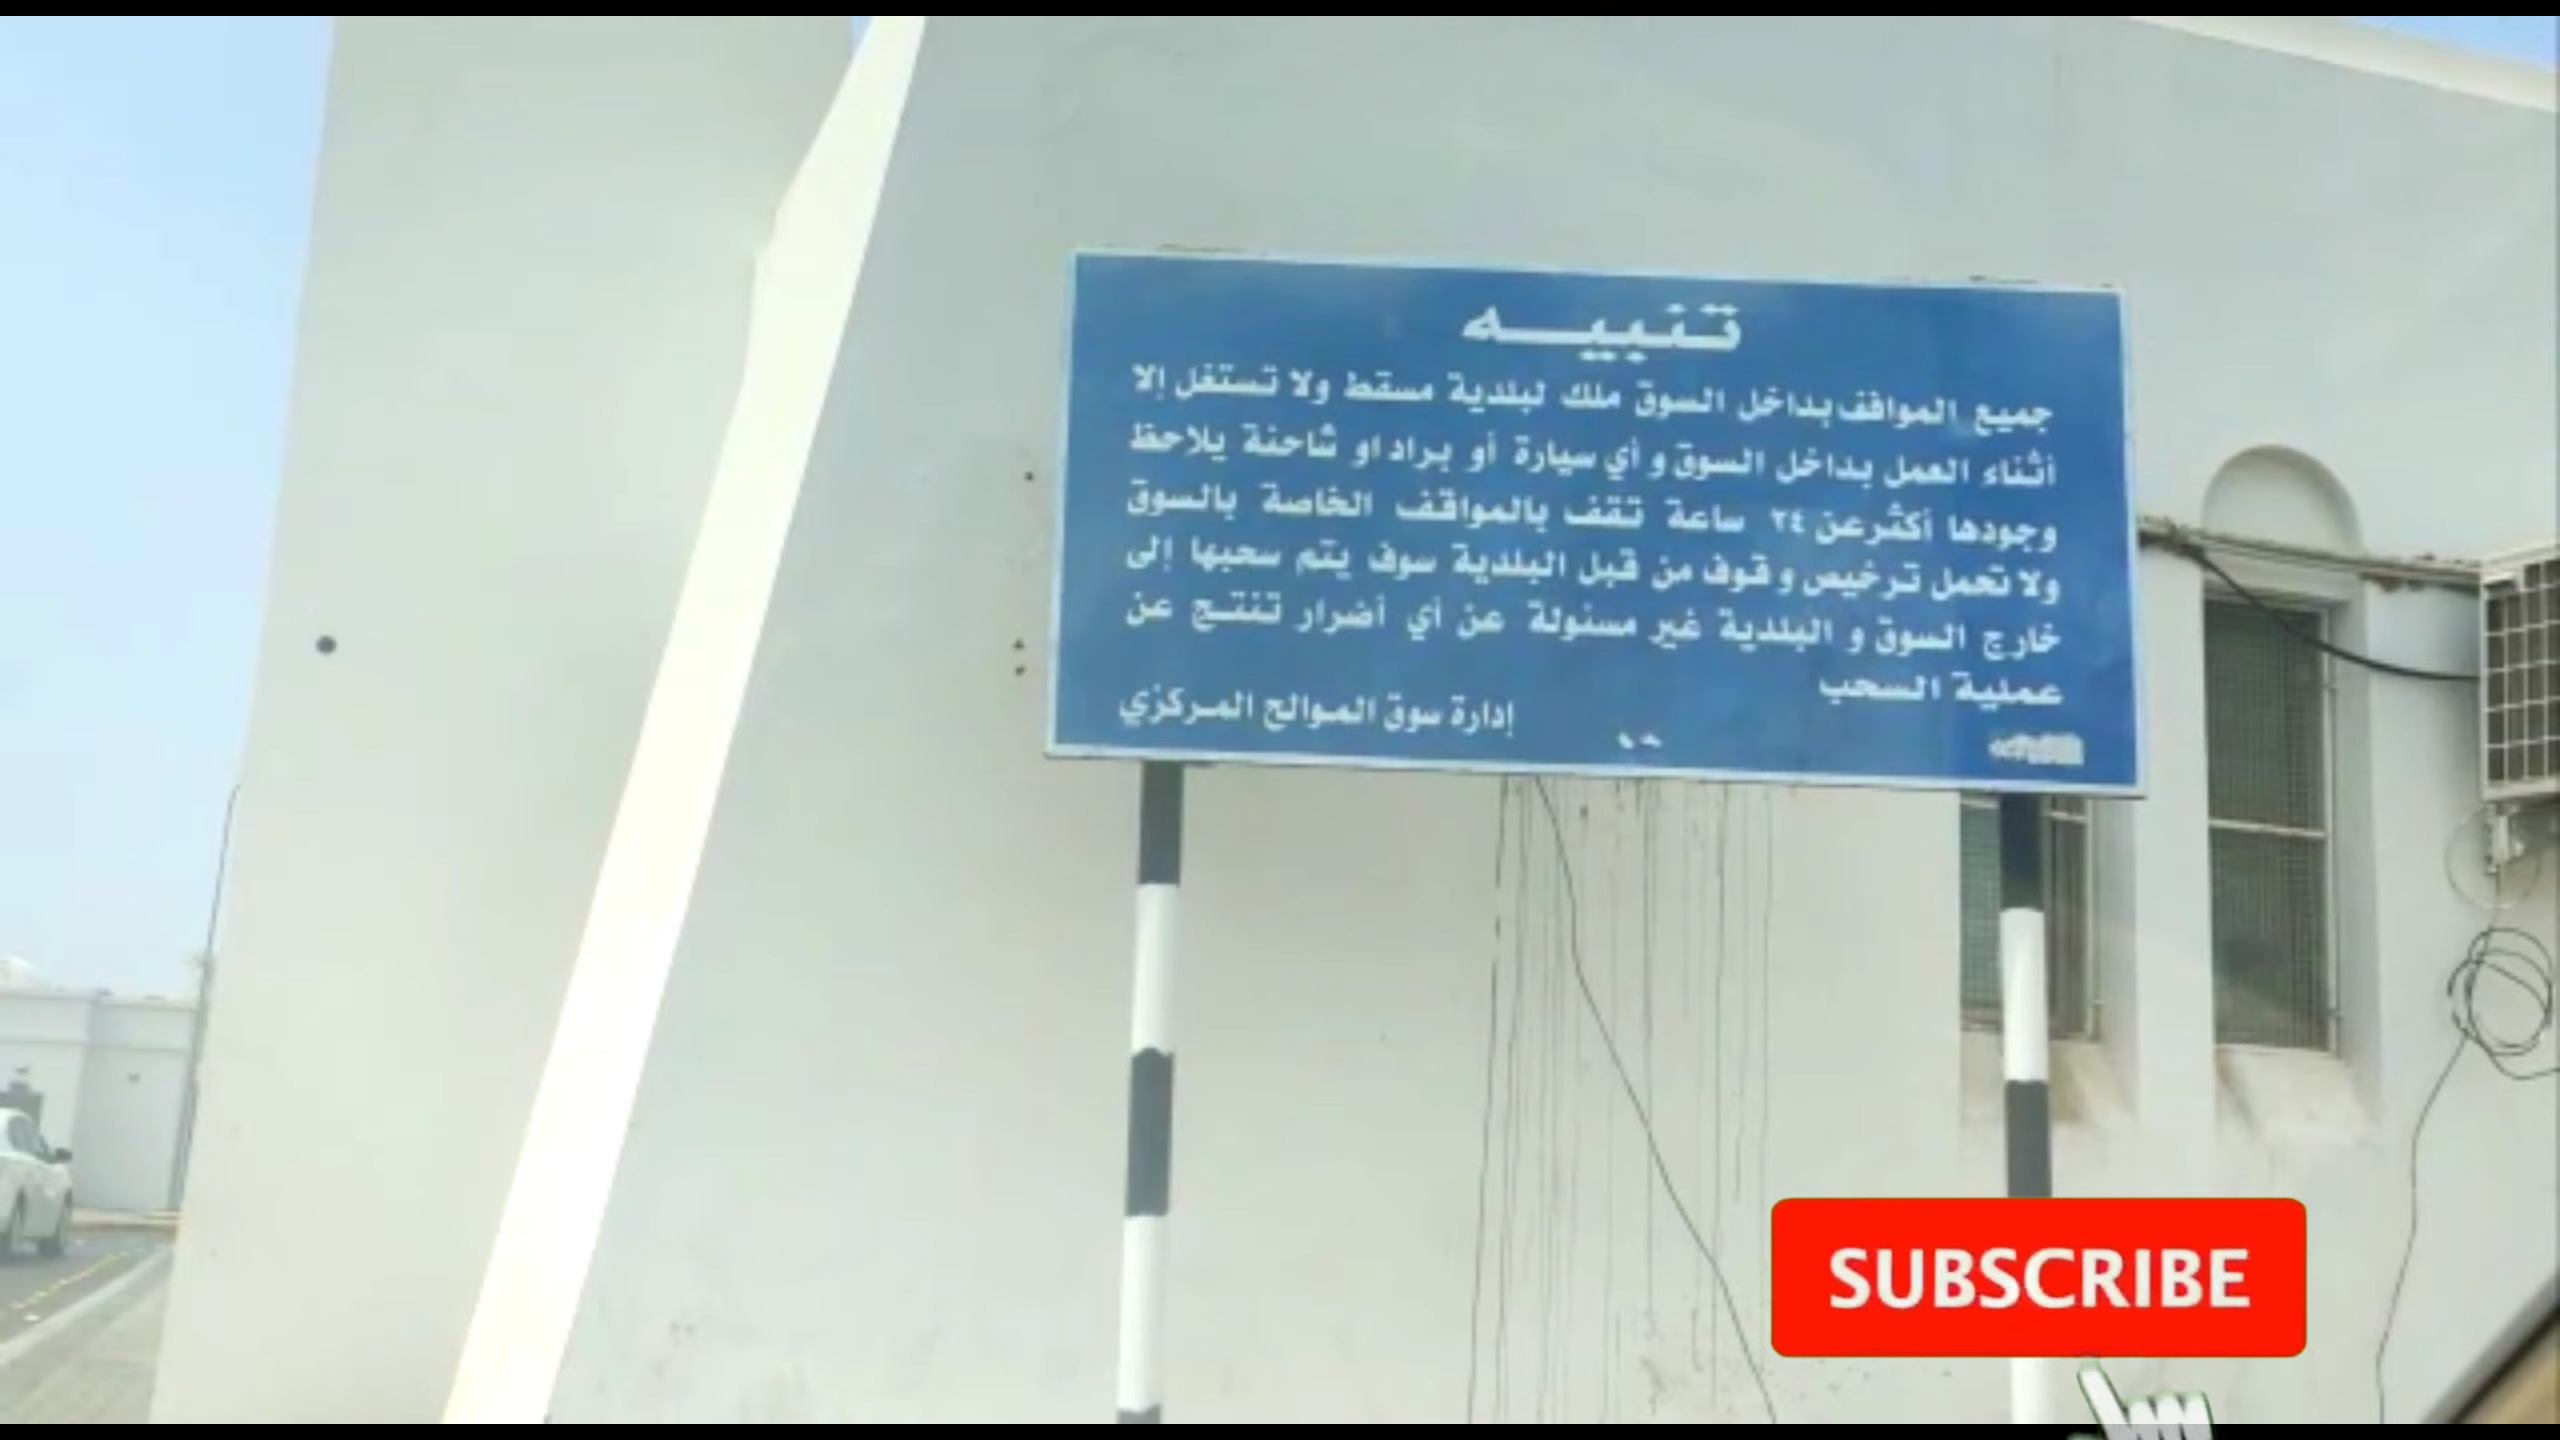 تنبيه
جميع المواقف بداخل السوق ملك لبلدية مسقط ولا تستغل إلا
أثناء العمل بداخل السوق و أي سيارة أو براد او شاحنة يلاحظ
وجودها أكثر عن ٢٤ ساعة تقف بالمواقف الخاصة بالسوق
ولا تحمل ترخيص وقوف من قبل البلدية سوف يتم سحبها إلى
خارج السوق و البلدية غير مسئولة عن أي أضرار تنتج عن
عملية السحب
إدارة سوق الموالح المركزي
SUBSCRIBE